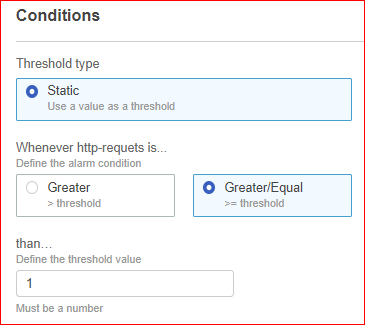 Conditions
Threshold type
Static
Use a value as a threshold
Whenever http-requets is...
Define the alarm condition
Greater
> threshold
Greater/Equal
>= threshold
than...
Define the threshold value
1
Must be a number